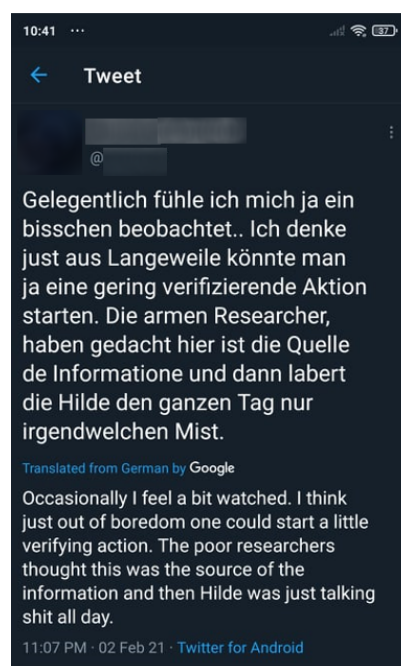 10:41 ...
37
Tweet
@
Gelegentlich fühle ich mich ja ein
bisschen beobachtet.. Ich denke
just aus Langeweile könnte man
ja eine gering verifizierende Aktion
starten. Die armen Researcher,
haben gedacht hier ist die Quelle
de Informatione und dann labert
die Hilde den ganzen Tag nur
irgendwelchen Mist.
Translated from German by Google
Occasionally I feel a bit watched. I think
just out of boredom one could start a little
verifying action. The poor researchers
thought this was the source of the
information and then Hilde was just talking
shit all day.
11:07 PM · 02 Feb 21 · Twitter for Android